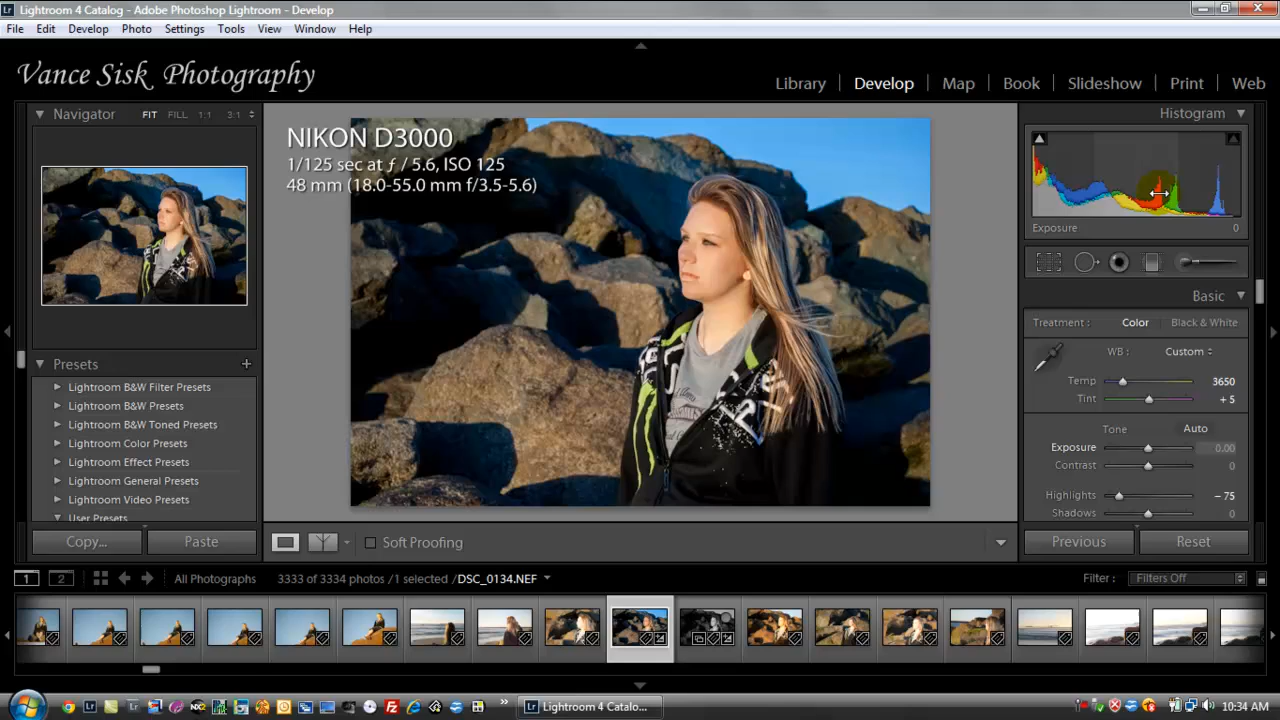 Lightroom 4 Catalog - Adobe Photoshop Lightroom - Develop
File Edit Develop Photo Settings Tools View Window Help
Vance Sisk Photography
Library Develop Map Book Slideshow Print Web
Navigator FIT FILL 1:1 3:1
Histogram
NIKON D3000
1/125 sec at ƒ / 5.6, ISO 125
48 mm (18.0-55.0 mm f/3.5-5.6)
Exposure 0
Basic
Treatment: Color Black & White
WB: Custom
Temp 3650
Tint + 5
Tone Auto
Exposure 0.00
Contrast 0
Highlights – 75
Shadows 0
Presets +
Lightroom B&W Filter Presets
Lightroom B&W Presets
Lightroom B&W Toned Presets
Lightroom Color Presets
Lightroom Effect Presets
Lightroom General Presets
Lightroom Video Presets
User Presets
Copy... Paste Soft Proofing Previous Reset
1 2 All Photographs 3333 of 3334 photos /1 selected /DSC_0134.NEF Filter: Filters Off
Lightroom 4 Catalo... 10:34 AM